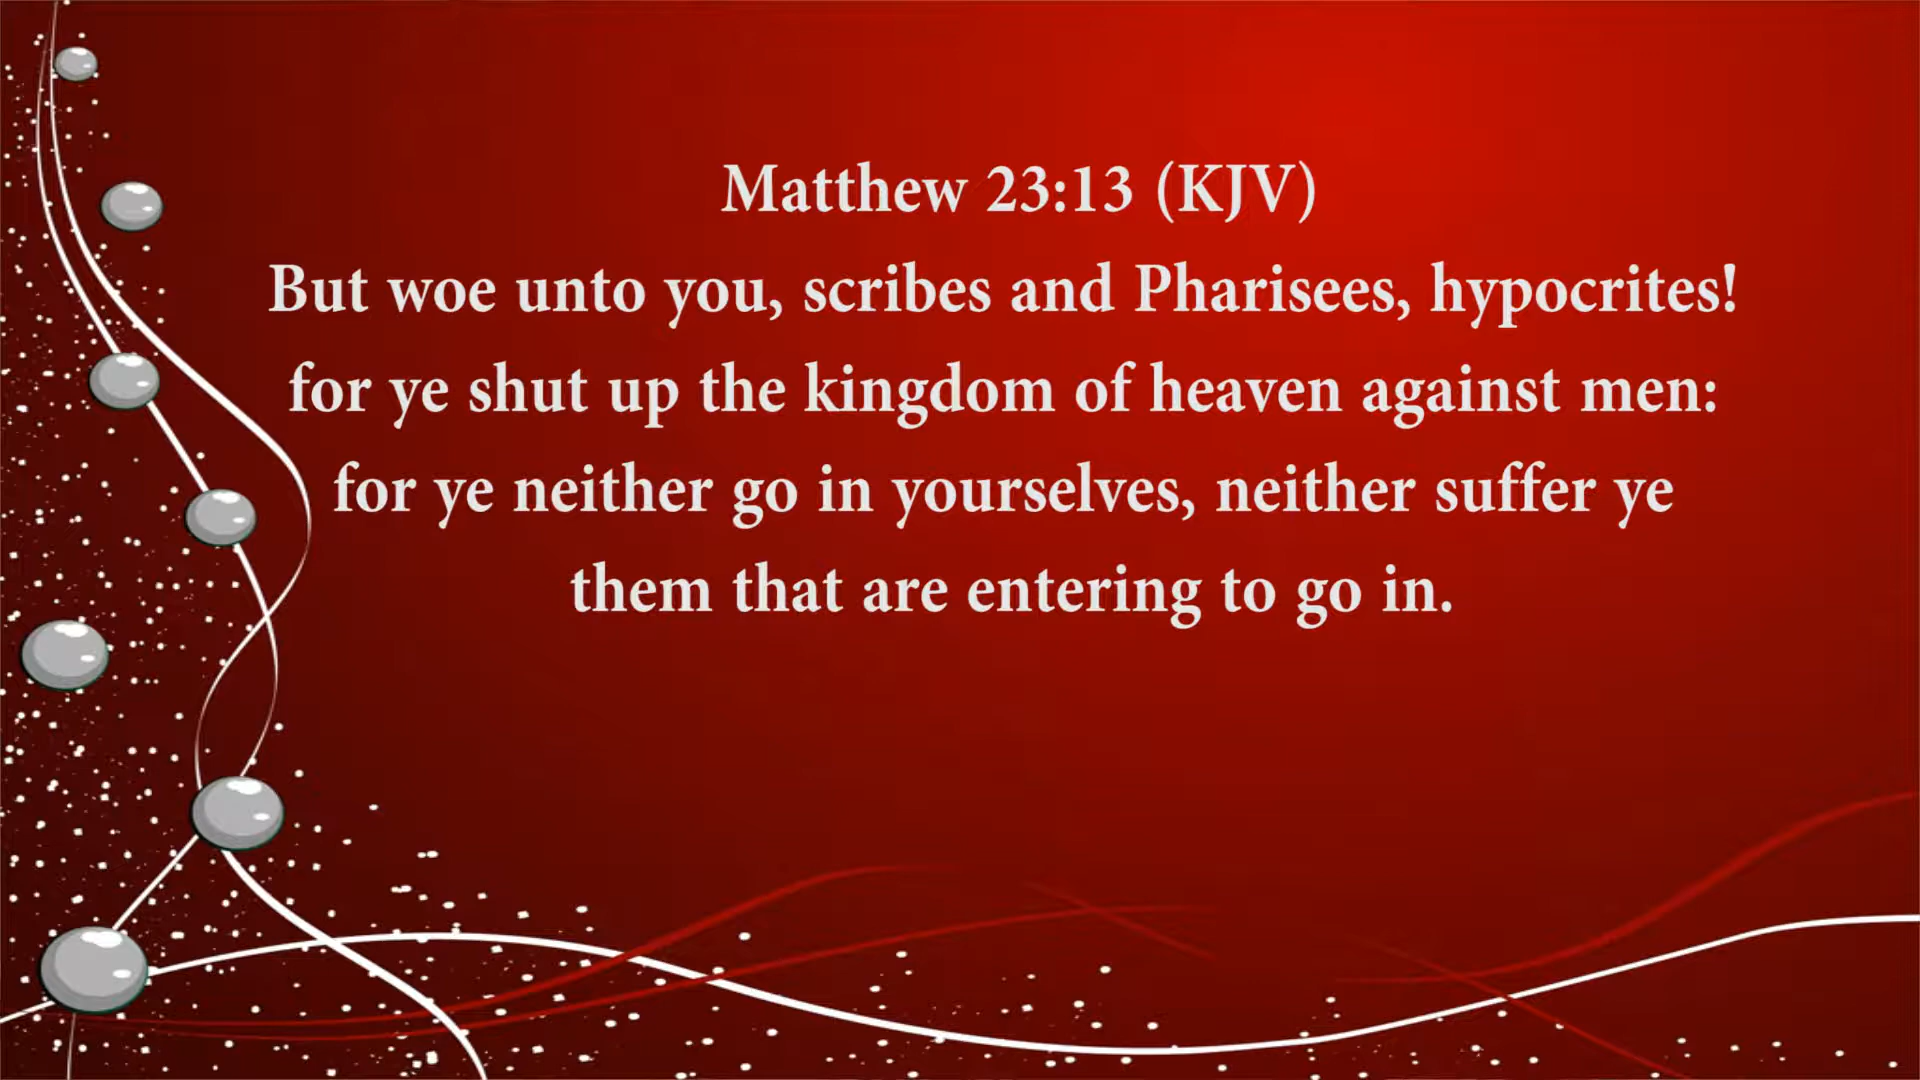 Matthew 23:13 (KJV)
But woe unto you, scribes and Pharisees, hypocrites!
for ye shut up the kingdom of heaven against men:
for ye neither go in yourselves, neither suffer ye
them that are entering to go in.